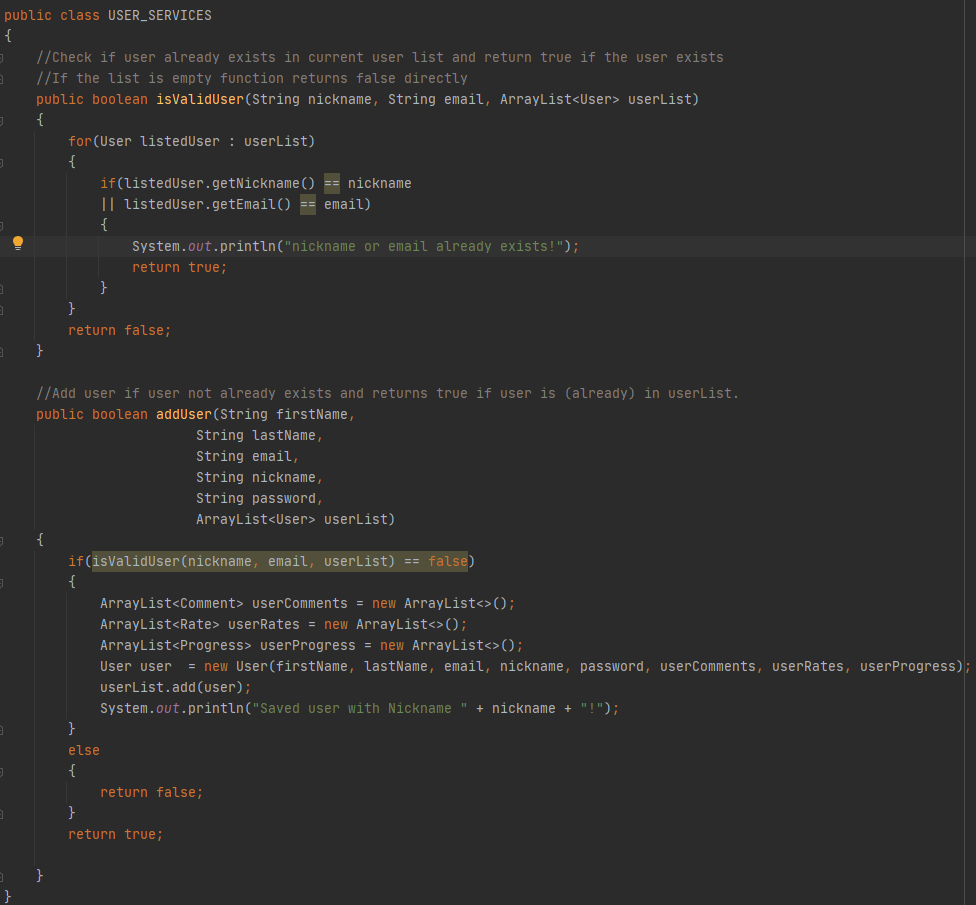 public class USER_SERVICES
{
    //Check if user already exists in current user list and return true if the user exists
    //If the list is empty function returns false directly
    public boolean isValidUser(String nickname, String email, ArrayList<User> userList)
    {
        for(User listedUser : userList)
        {
            if(listedUser.getNickname() == nickname
            || listedUser.getEmail() == email)
            {
                System.out.println("nickname or email already exists!");
                return true;
            }
        }
        return false;
    }

    //Add user if user not already exists and returns true if user is (already) in userList.
    public boolean addUser(String firstName,
                        String lastName,
                        String email,
                        String nickname,
                        String password,
                        ArrayList<User> userList)
    {
        if(isValidUser(nickname, email, userList) == false)
        {
            ArrayList<Comment> userComments = new ArrayList<>();
            ArrayList<Rate> userRates = new ArrayList<>();
            ArrayList<Progress> userProgress = new ArrayList<>();
            User user  = new User(firstName, lastName, email, nickname, password, userComments, userRates, userProgress);
            userList.add(user);
            System.out.println("Saved user with Nickname " + nickname + "!");
        }
        else
        {
            return false;
        }
        return true;

    }
}